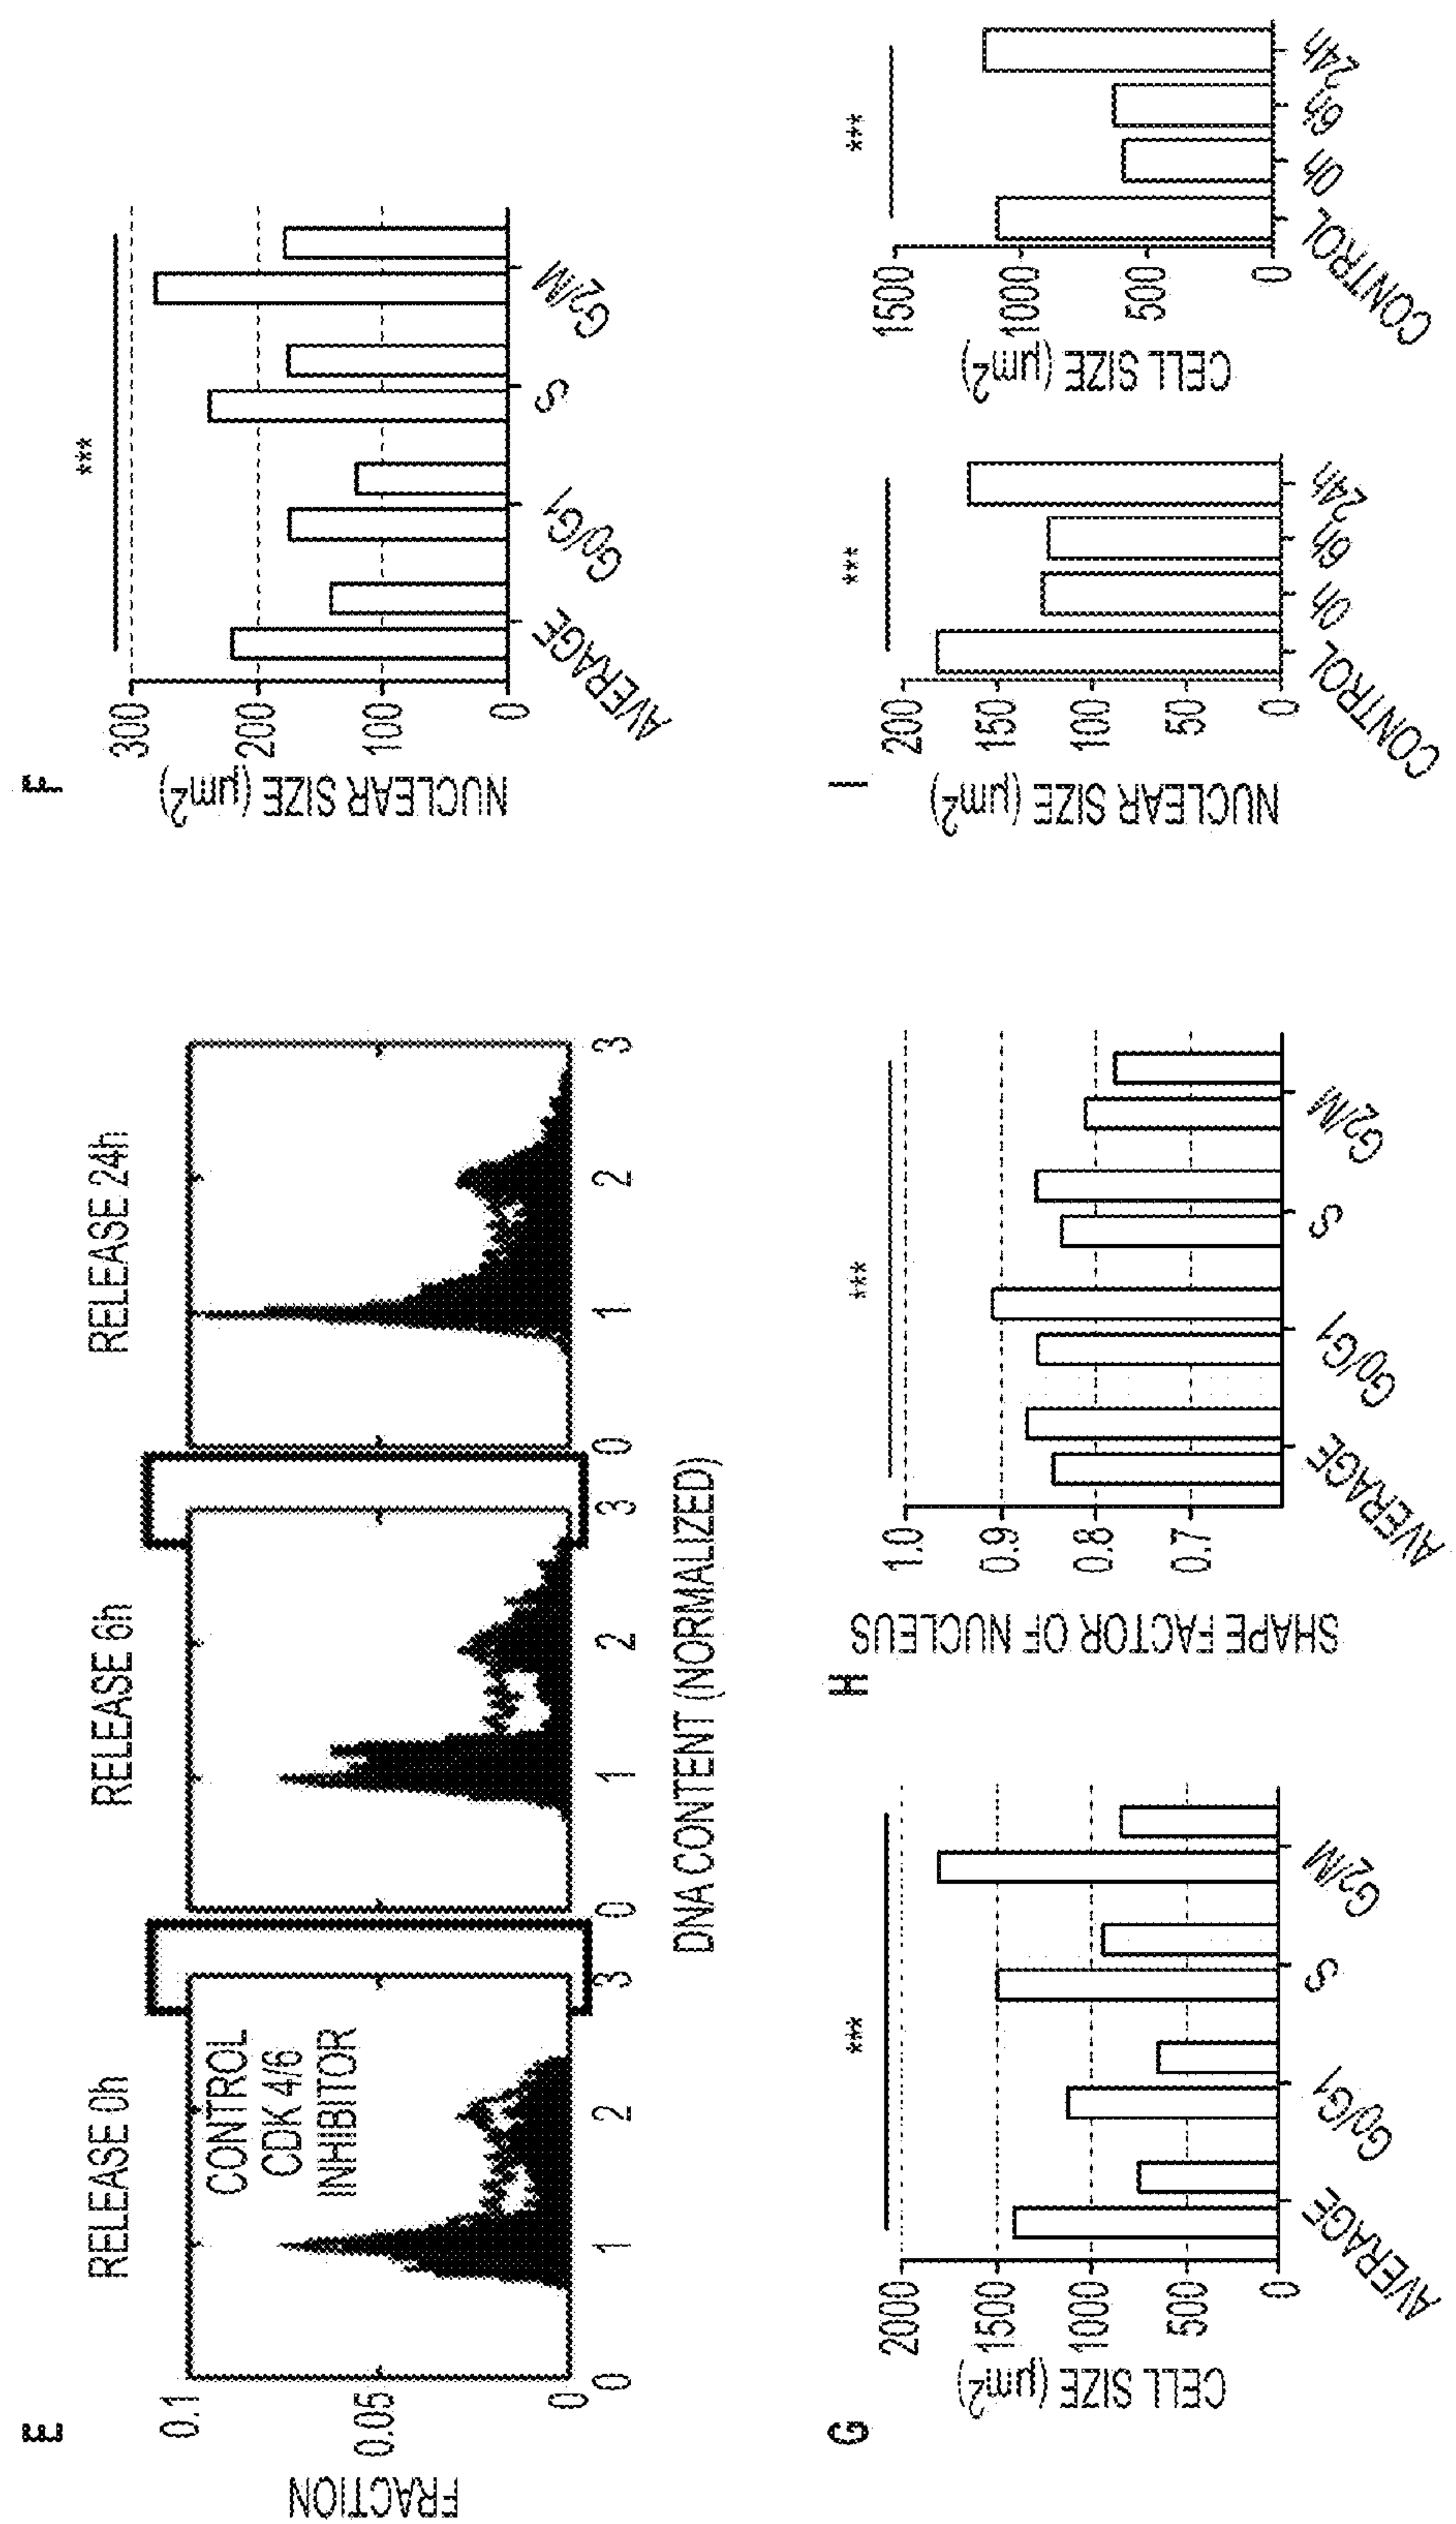 E
RELEASE 0h
RELEASE 6h
RELEASE 24h
FRACTION
0.1
0.05
0
CONTROL
CDK 4/6
INHIBITOR
0 1 2 3
0 1 2 3
0 1 2 3
DNA CONTENT (NORMALIZED)
F
***
NUCLEAR SIZE (µm²)
300
200
100
0
AVERAGE
G0/G1
S
G2/M
G
***
CELL SIZE (µm²)
2000
1500
1000
500
0
AVERAGE
G0/G1
S
G2/M
H
***
SHAPE FACTOR OF NUCLEUS
1.0
0.9
0.8
0.7
AVERAGE
G0/G1
S
G2/M
I
***
NUCLEAR SIZE (µm²)
200
150
100
50
0
CONTROL
0h
6h
24h
***
CELL SIZE (µm²)
1500
1000
500
0
CONTROL
0h
6h
24h